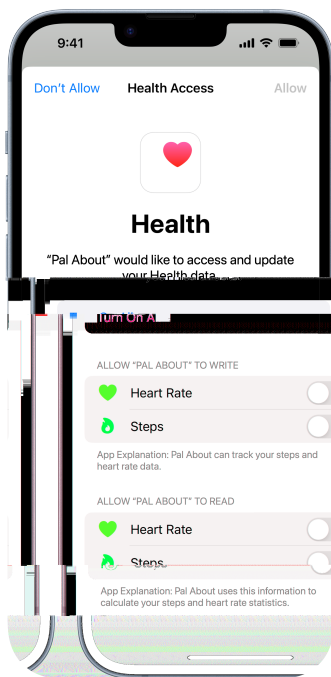 9:41
Don't Allow Health Access Allow
Health
“Pal About” would like to access and update
your Health data.
Turn On A
ALLOW “PAL ABOUT” TO WRITE
Heart Rate
Steps
App Explanation: Pal About can track your steps and
heart rate data.
ALLOW “PAL ABOUT” TO READ
Heart Rate
Steps
App Explanation: Pal About uses this information to
calculate your steps and heart rate statistics.